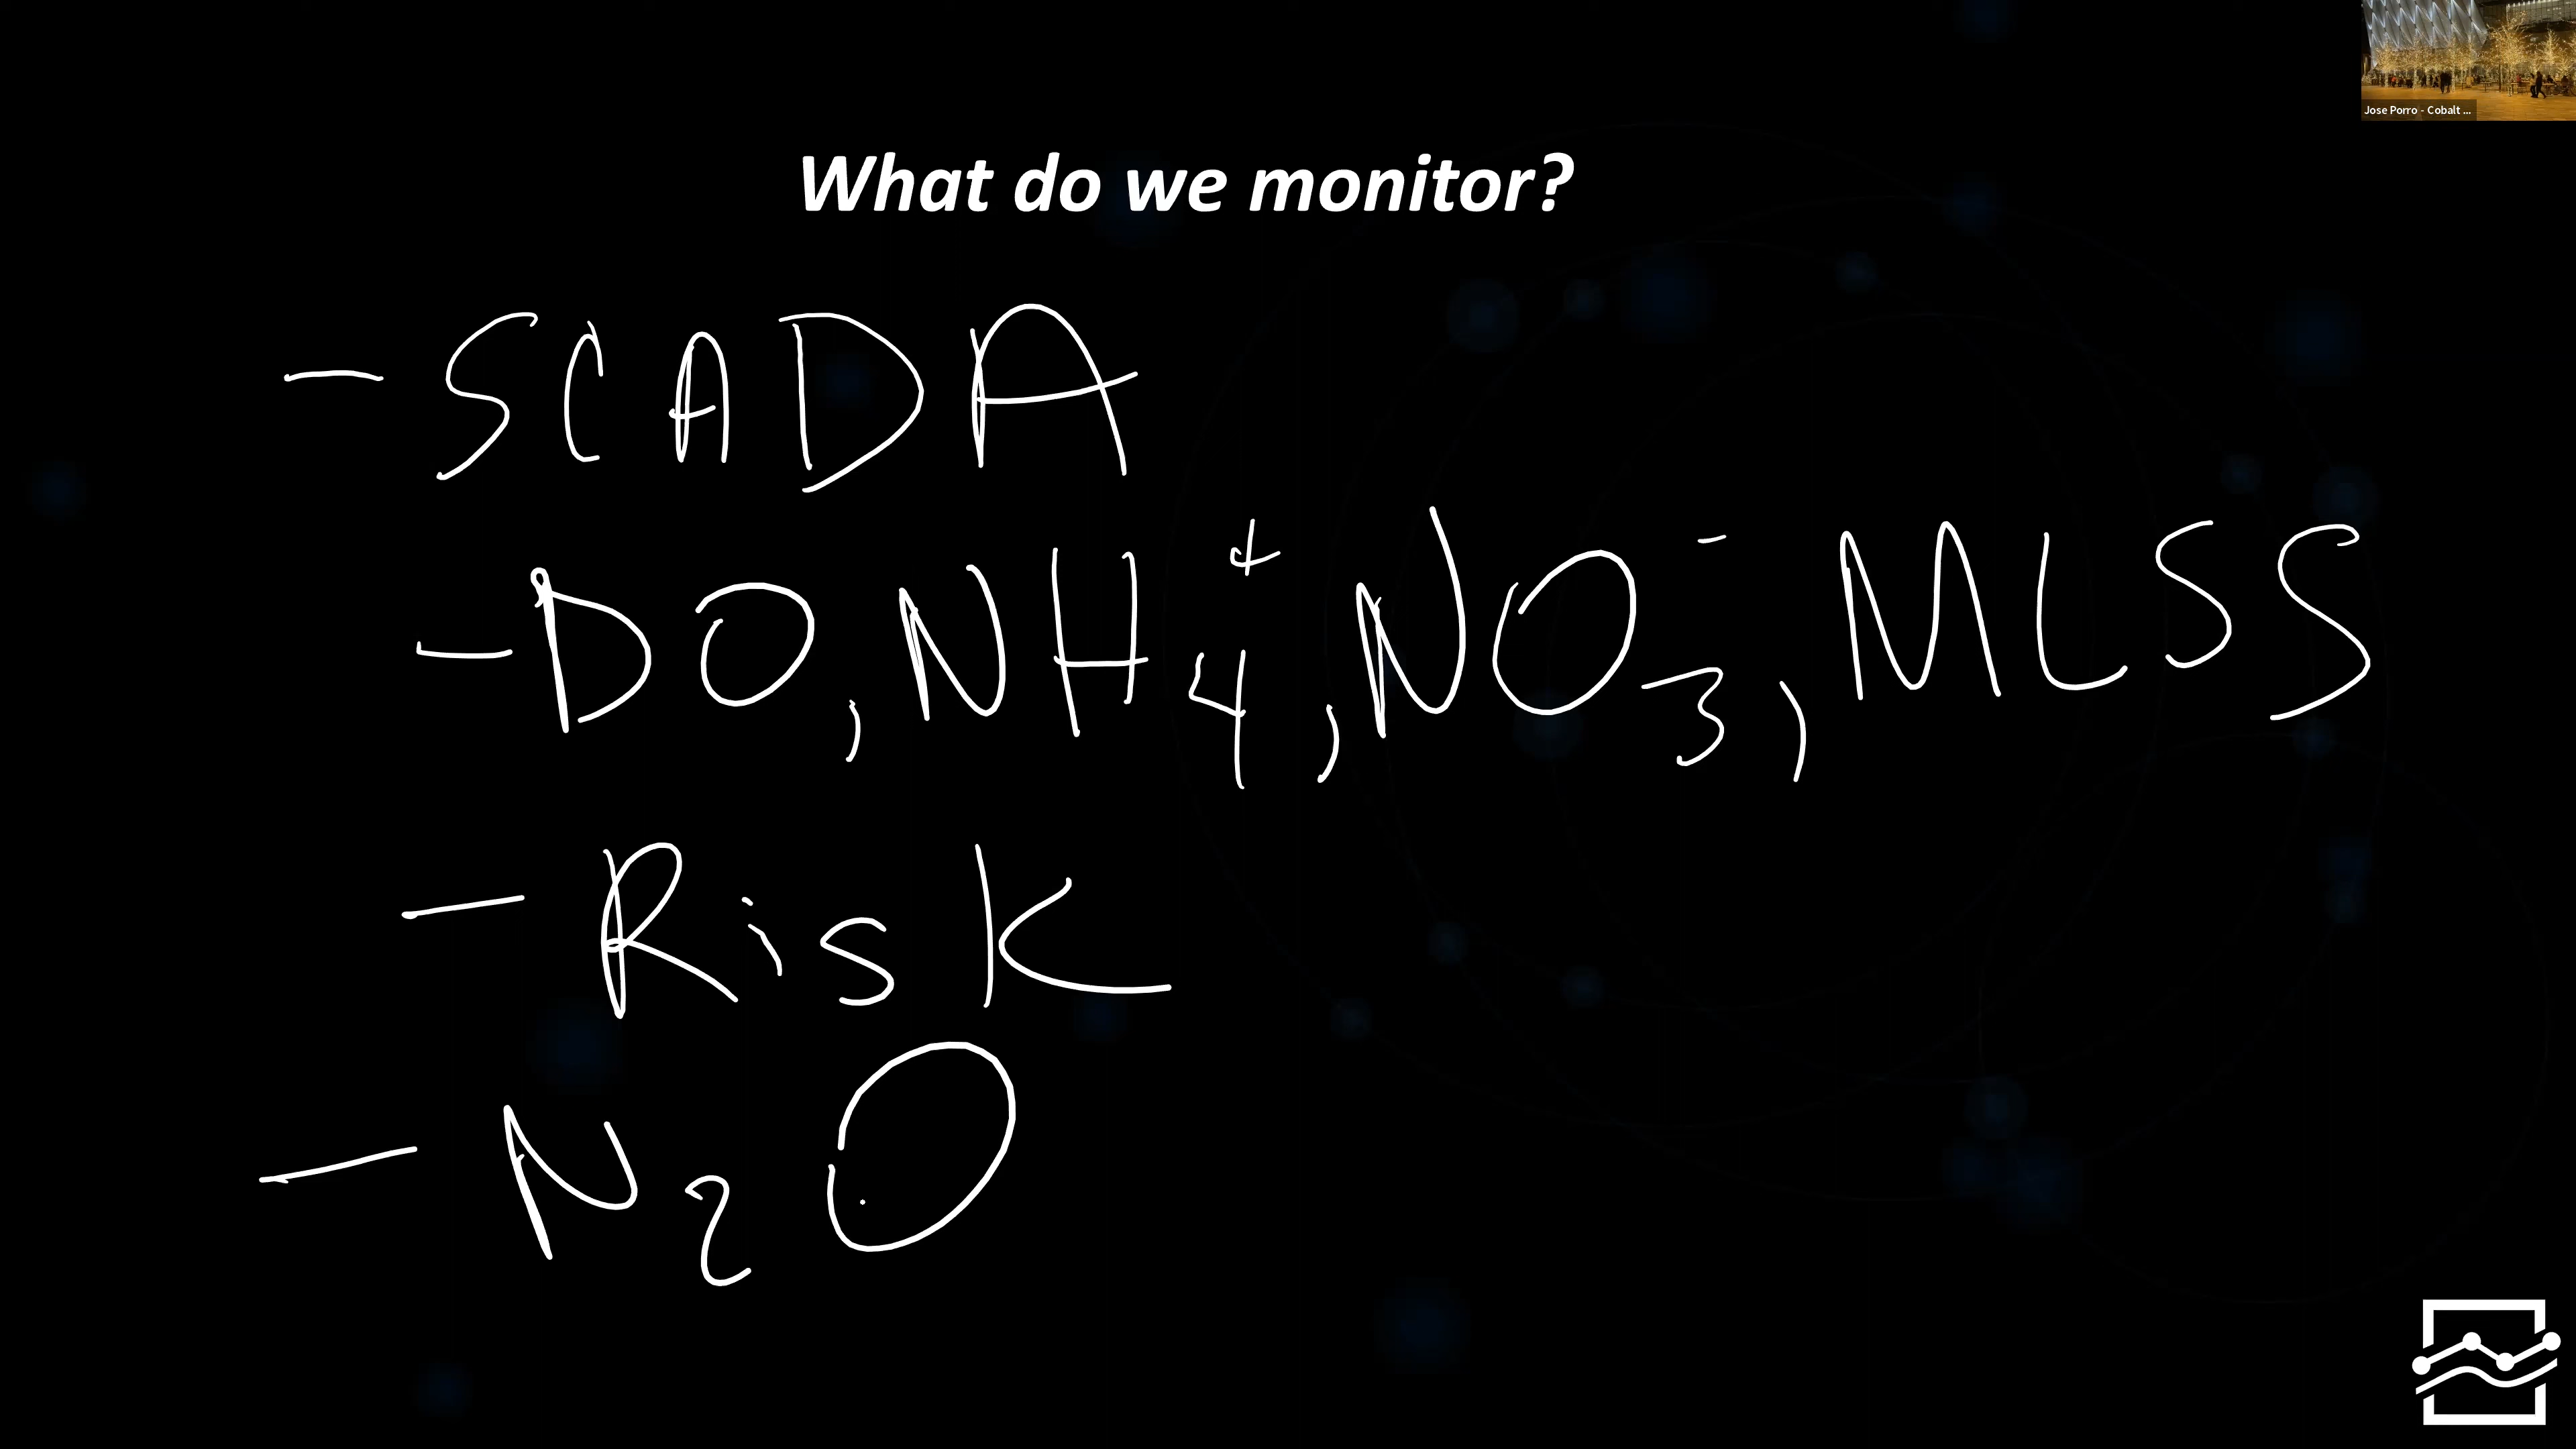 Jose Porro - Cobalt ...
What do we monitor?
- SCADA
- DO, NH₄⁺, NO₃⁻, MLSS
- Risk
- N₂O